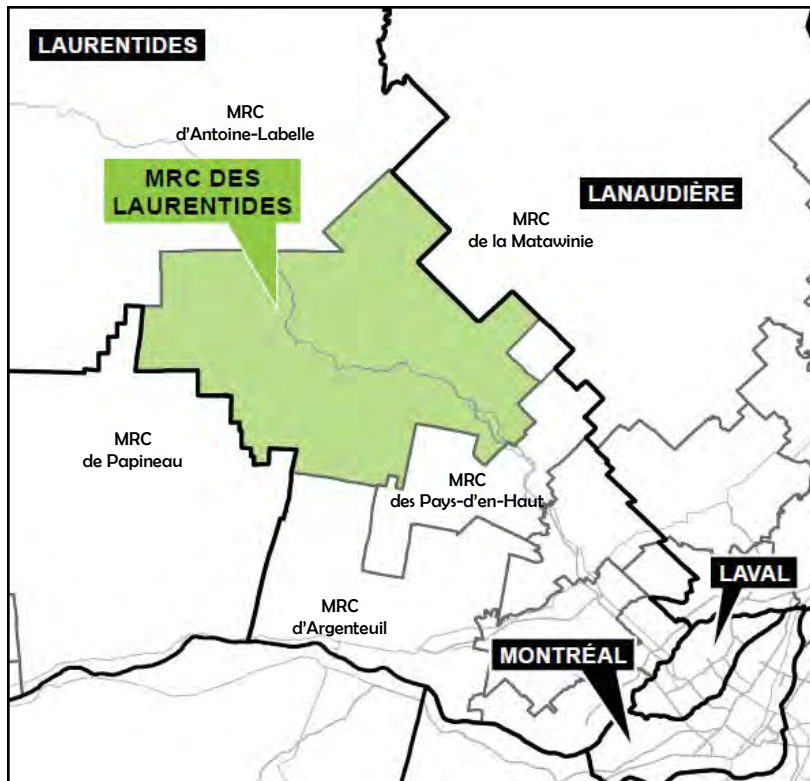 LAURENTIDES
MRC
d'Antoine-Labelle
MRC DES
LAURENTIDES
LANAUDIÈRE
MRC
de la Matawinie
MRC
de Papineau
MRC
des Pays-d'en-Haut
LAVAL
MRC
d'Argenteuil
MONTRÉAL